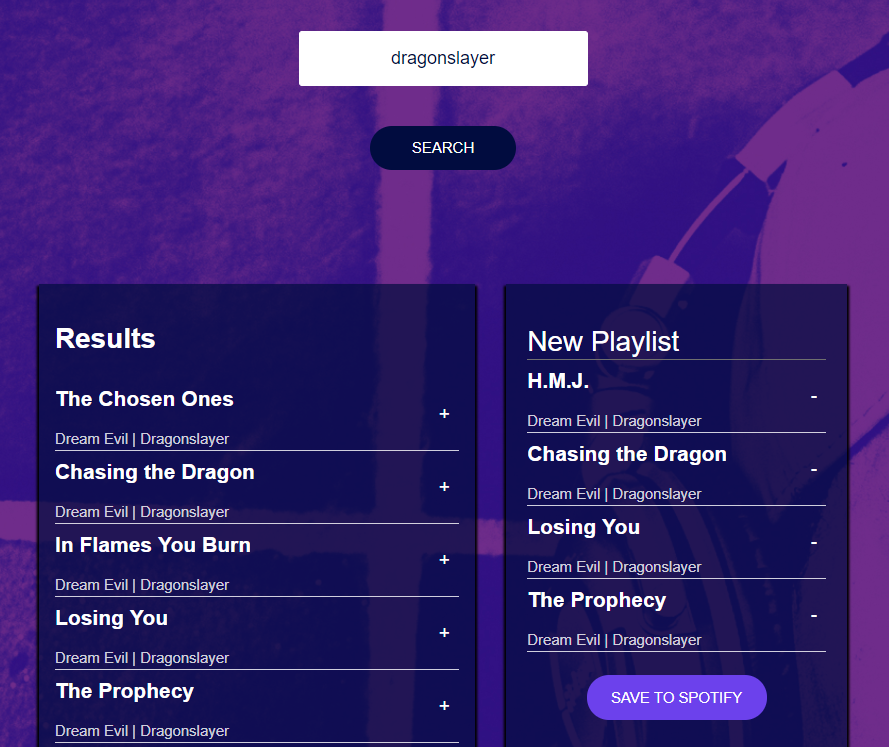 dragonslayer
SEARCH
Results
The Chosen Ones
+
Dream Evil | Dragonslayer
Chasing the Dragon
+
Dream Evil | Dragonslayer
In Flames You Burn
+
Dream Evil | Dragonslayer
Losing You
+
Dream Evil | Dragonslayer
The Prophecy
+
Dream Evil | Dragonslayer
New Playlist
H.M.J.
-
Dream Evil | Dragonslayer
Chasing the Dragon
-
Dream Evil | Dragonslayer
Losing You
-
Dream Evil | Dragonslayer
The Prophecy
-
Dream Evil | Dragonslayer
SAVE TO SPOTIFY